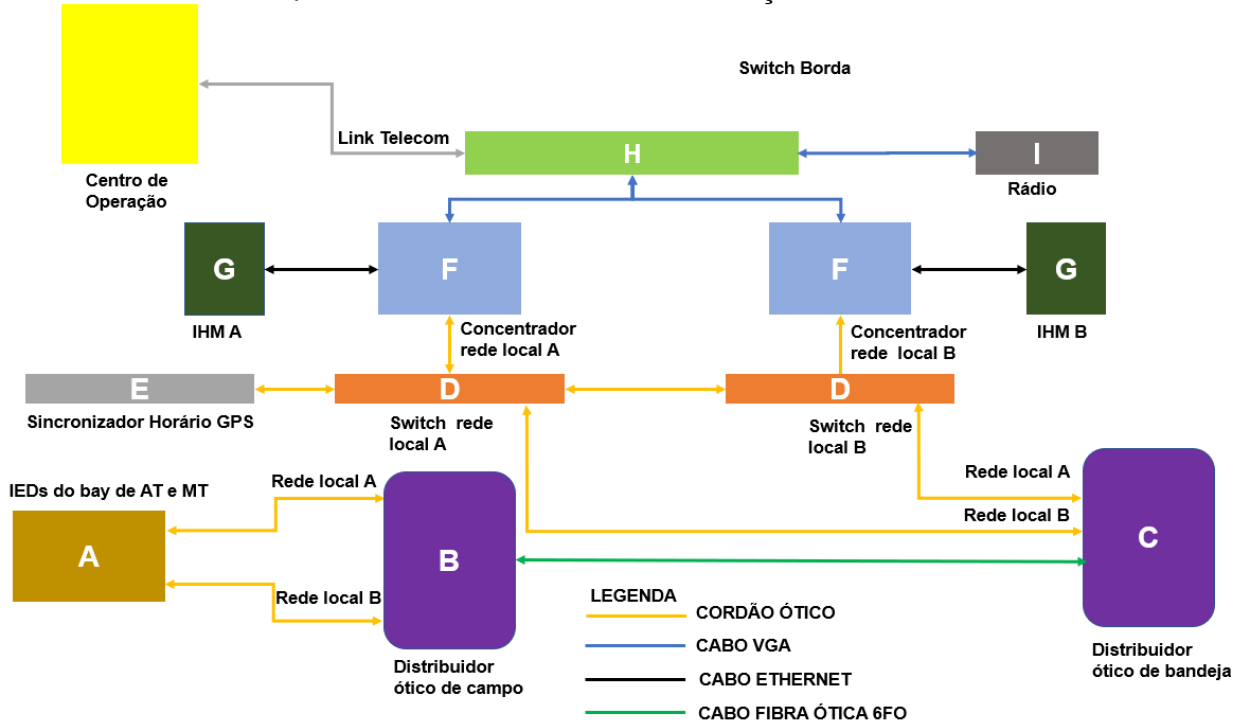 Switch Borda
Link Telecom
H
I
Centro de
Operação
Rádio
G
F
F
G
IHM A
Concentrador
rede local A
Concentrador
rede local B
IHM B
E
D
D
Sincronizador Horário GPS
Switch rede
local A
Switch rede
local B
IEDs do bay de AT e MT
Rede local A
Rede local A
Rede local B
A
B
C
Rede local B
LEGENDA
CORDÃO ÓTICO
CABO VGA
CABO ETHERNET
CABO FIBRA ÓTICA 6FO
Distribuidor
ótico de campo
Distribuidor
ótico de bandeja